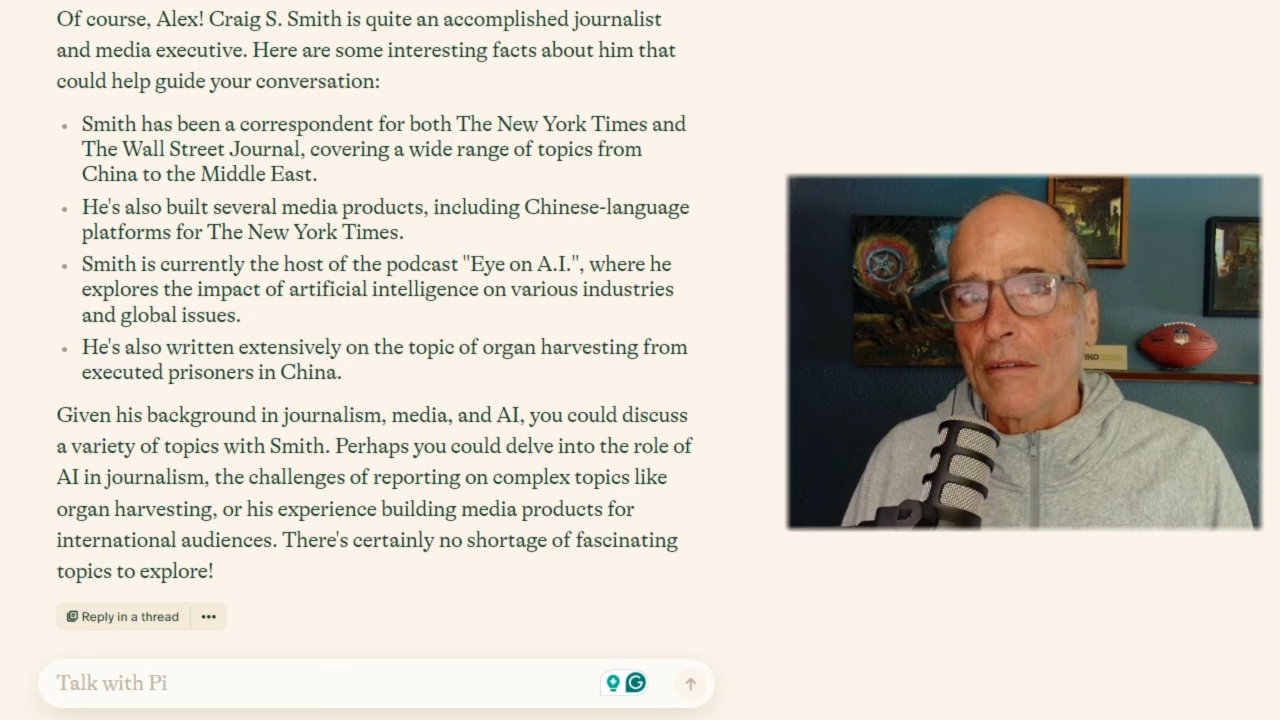 Of course, Alex! Craig S. Smith is quite an accomplished journalist
and media executive. Here are some interesting facts about him that
could help guide your conversation:
Smith has been a correspondent for both The New York Times and
The Wall Street Journal, covering a wide range of topics from
China to the Middle East.
He's also built several media products, including Chinese-language
platforms for The New York Times.
Smith is currently the host of the podcast "Eye on A.I.", where he
explores the impact of artificial intelligence on various industries
and global issues.
He's also written extensively on the topic of organ harvesting from
executed prisoners in China.
Given his background in journalism, media, and AI, you could discuss
a variety of topics with Smith. Perhaps you could delve into the role of
AI in journalism, the challenges of reporting on complex topics like
organ harvesting, or his experience building media products for
international audiences. There's certainly no shortage of fascinating
topics to explore!
Reply in a thread
Talk with Pi
NFL